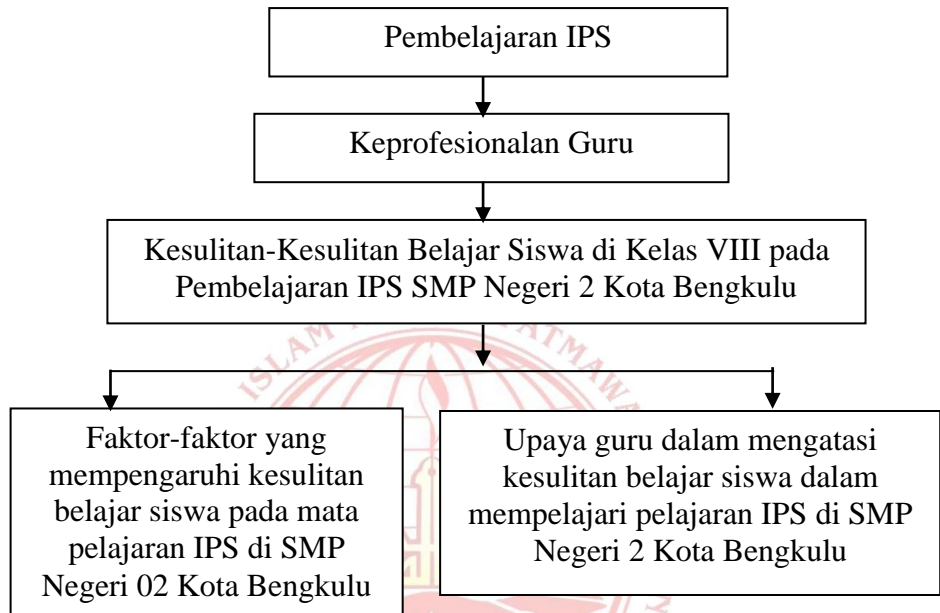 Pembelajaran IPS
Keprofesionalan Guru
Kesulitan-Kesulitan Belajar Siswa di Kelas VIII pada
Pembelajaran IPS SMP Negeri 2 Kota Bengkulu
ISLAM
ATMAWA
Faktor-faktor yang
mempengaruhi kesulitan
belajar siswa pada mata
pelajaran IPS di SMP
Negeri 02 Kota Bengkulu
Upaya guru dalam mengatasi
kesulitan belajar siswa dalam
mempelajari pelajaran IPS di SMP
Negeri 2 Kota Bengkulu